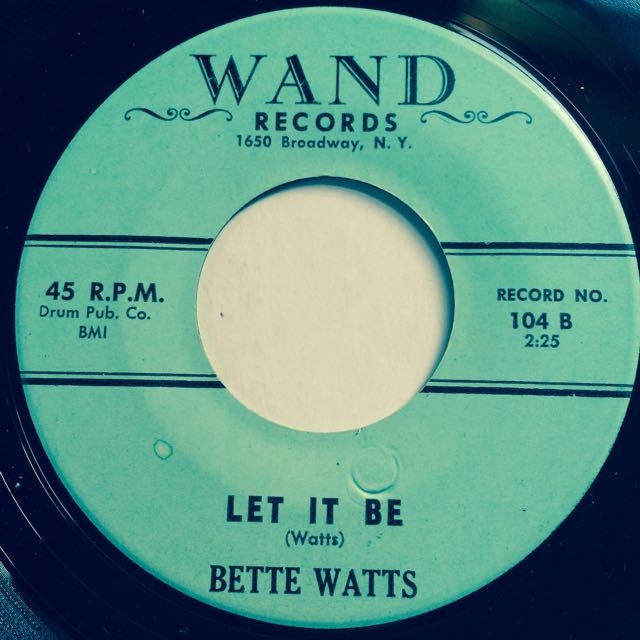 WAND
RECORDS
1650 Broadway, N. Y.
45 R.P.M.
Drum Pub. Co.
BMI
RECORD NO.
104 B
2:25
LET IT BE
(Watts)
BETTE WATTS